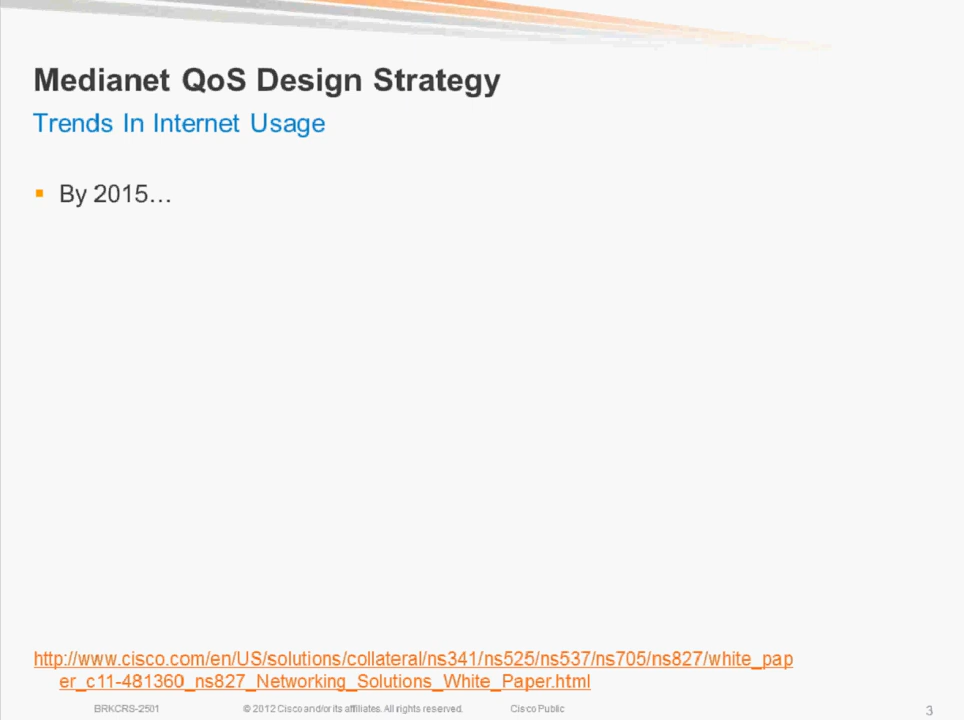 Medianet QoS Design Strategy
Trends In Internet Usage
▪ By 2015…
http://www.cisco.com/en/US/solutions/collateral/ns341/ns525/ns537/ns705/ns827/white_pap
er_c11-481360_ns827_Networking_Solutions_White_Paper.html
BRKCRS-2501 © 2012 Cisco and/or its affiliates. All rights reserved. Cisco Public 3